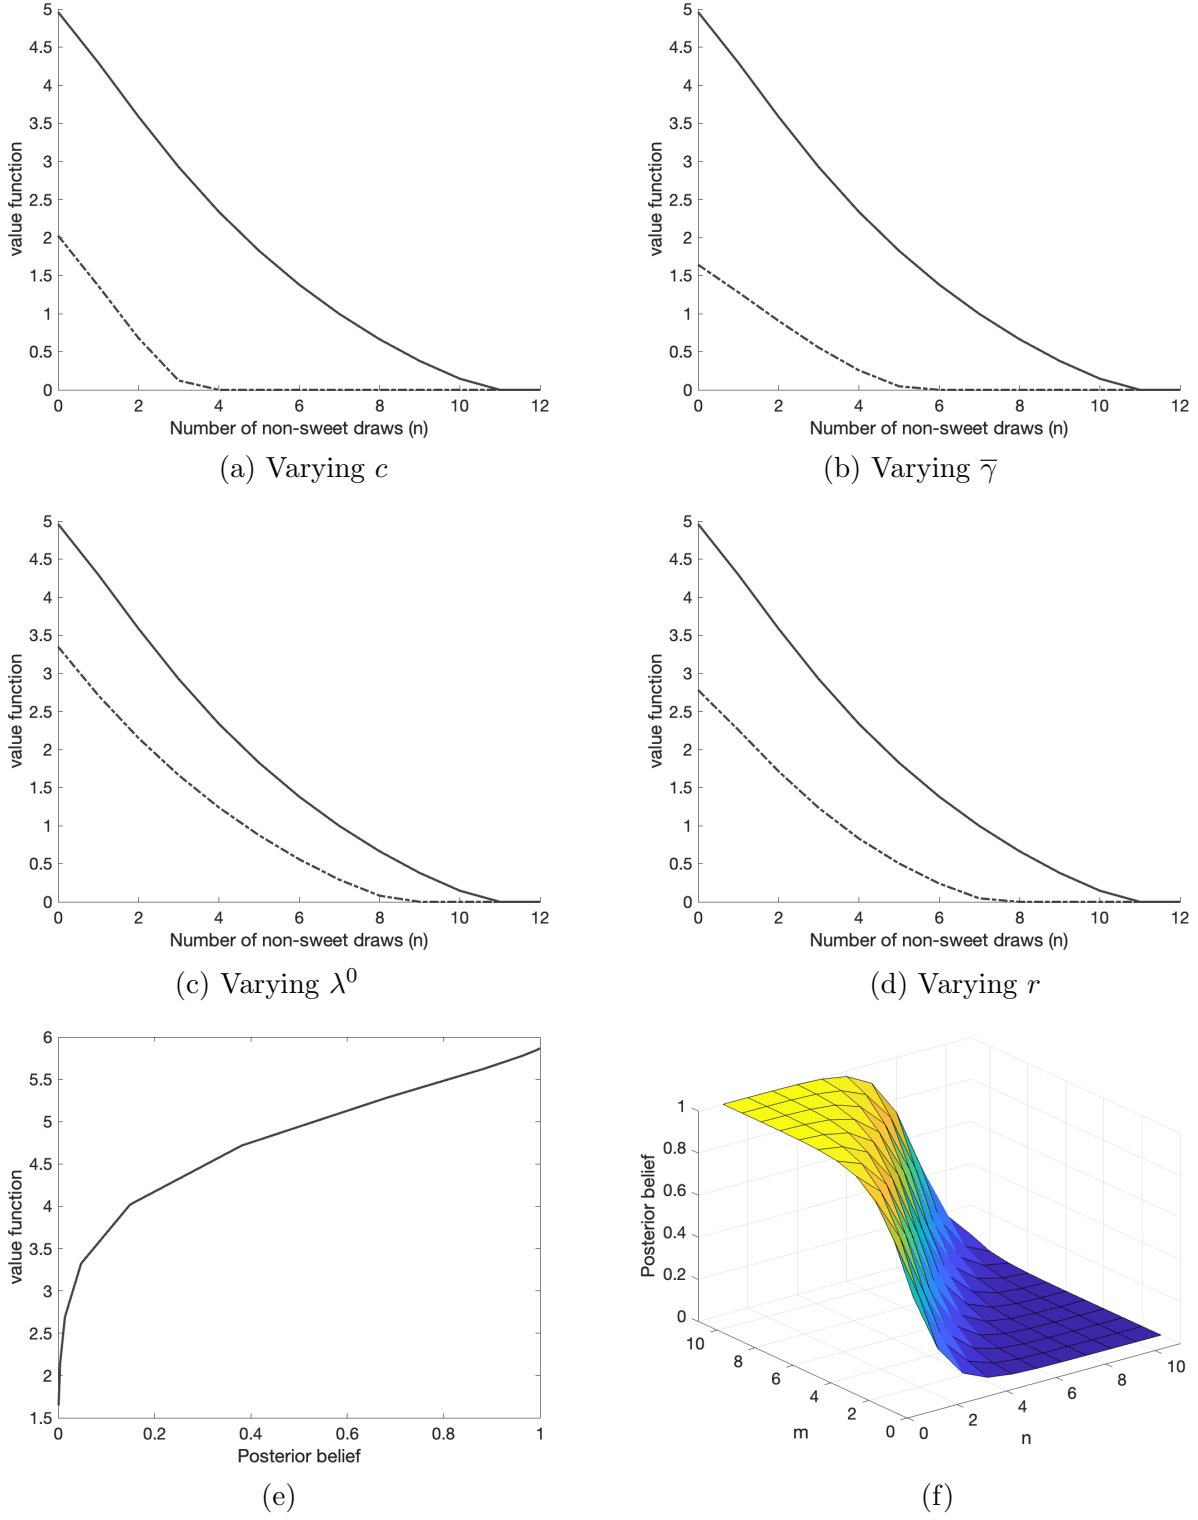 5
4.5
4
3.5
3
2.5
2
1.5
1
0.5
0
value function
0 2 4 6 8 10 12
Number of non-sweet draws (n)
(a) Varying c
5
4.5
4
3.5
3
2.5
2
1.5
1
0.5
0
value function
0 2 4 6 8 10 12
Number of non-sweet draws (n)
(b) Varying γ̅
5
4.5
4
3.5
3
2.5
2
1.5
1
0.5
0
value function
0 2 4 6 8 10 12
Number of non-sweet draws (n)
(c) Varying λ⁰
5
4.5
4
3.5
3
2.5
2
1.5
1
0.5
0
value function
0 2 4 6 8 10 12
Number of non-sweet draws (n)
(d) Varying r
6
5.5
5
4.5
4
3.5
3
2.5
2
1.5
value function
0 0.2 0.4 0.6 0.8 1
Posterior belief
(e)
1
0.8
0.6
0.4
0.2
0
Posterior belief
10 8 6 4 2 0
m
0 2 4 6 8 10
n
(f)